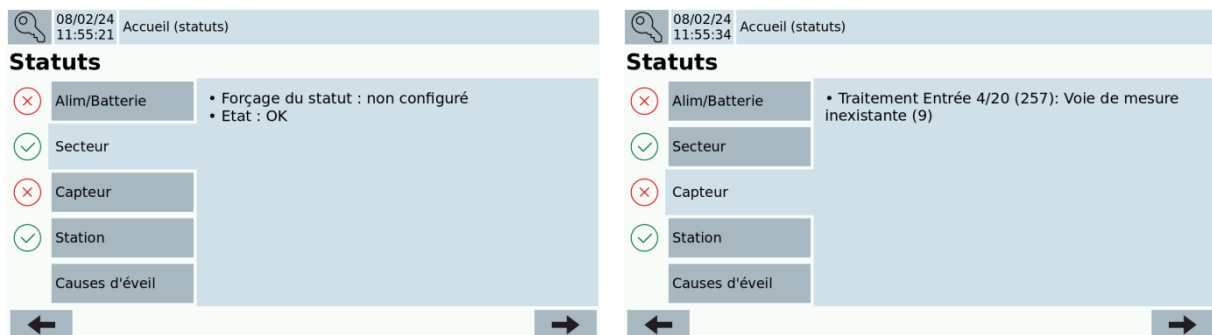 08/02/24
11:55:21
Accueil (statuts)
Statuts
Alim/Batterie
Secteur
Capteur
Station
Causes d'éveil
• Forçage du statut : non configuré
• Etat : OK
08/02/24
11:55:34
Accueil (statuts)
Statuts
Alim/Batterie
Secteur
Capteur
Station
Causes d'éveil
• Traitement Entrée 4/20 (257): Voie de mesure
inexistante (9)